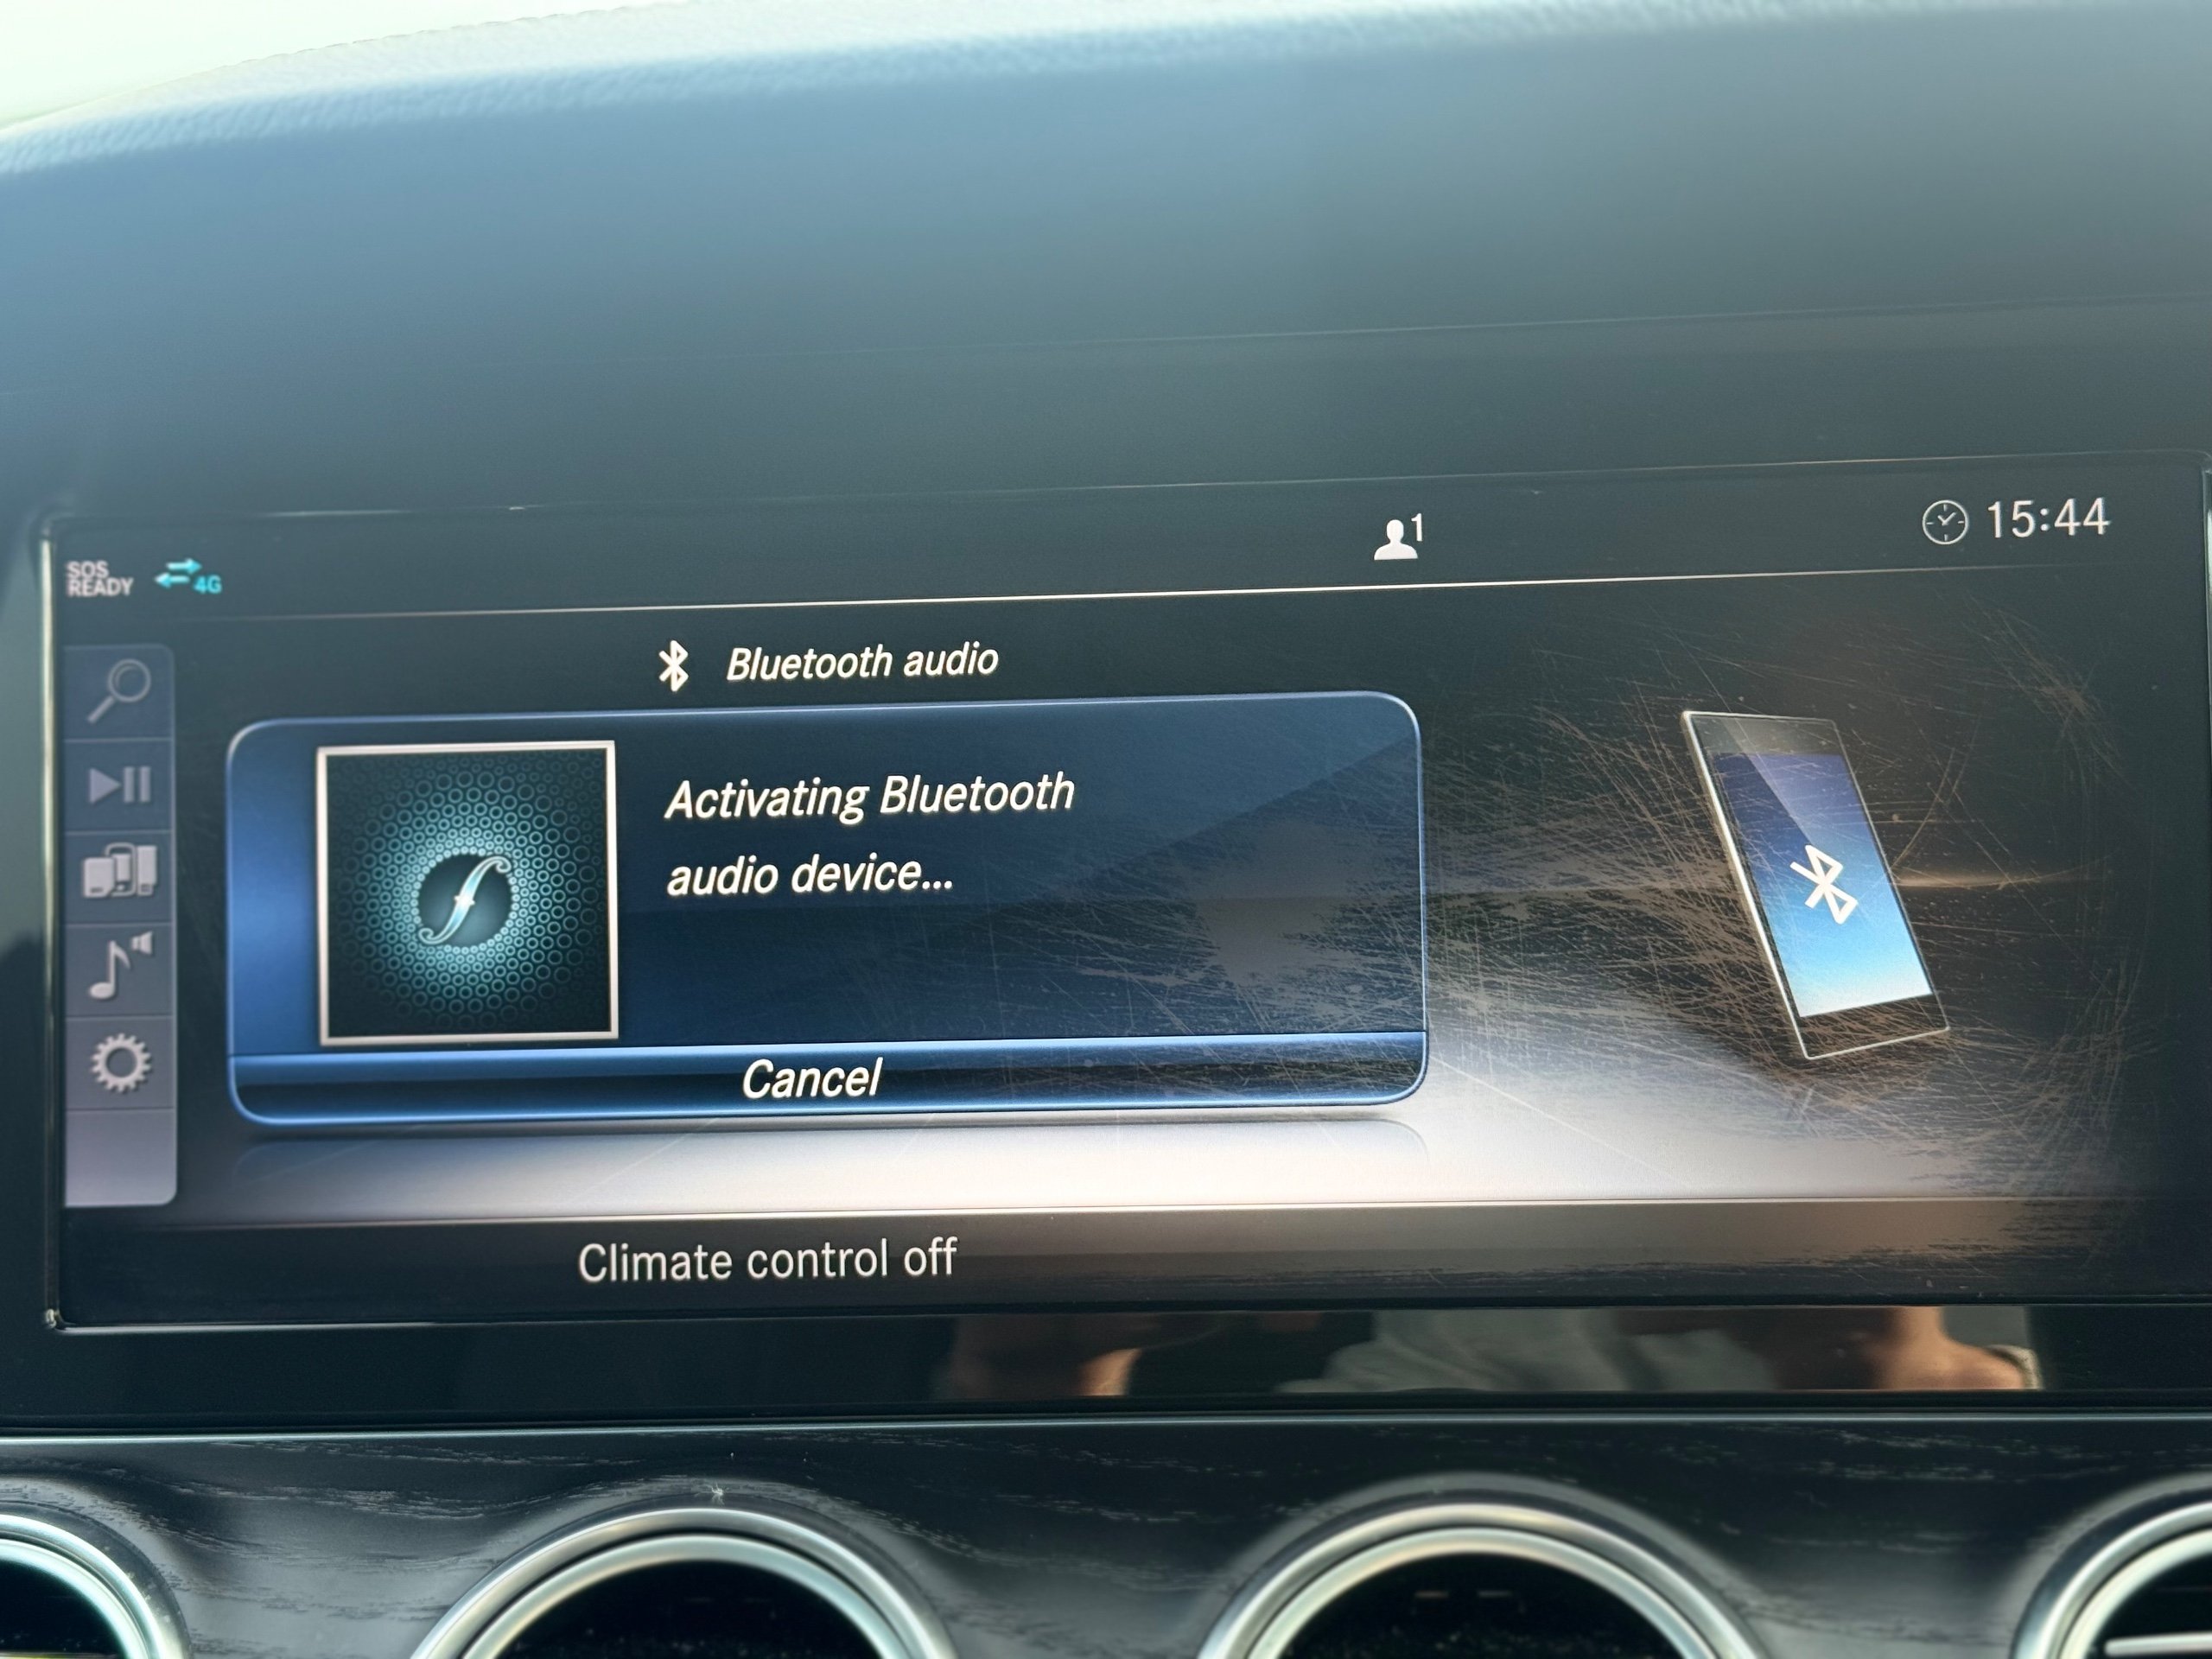 SOS
READY
4G
1
15:44
Bluetooth audio
Activating Bluetooth
audio device...
Cancel
Climate control off